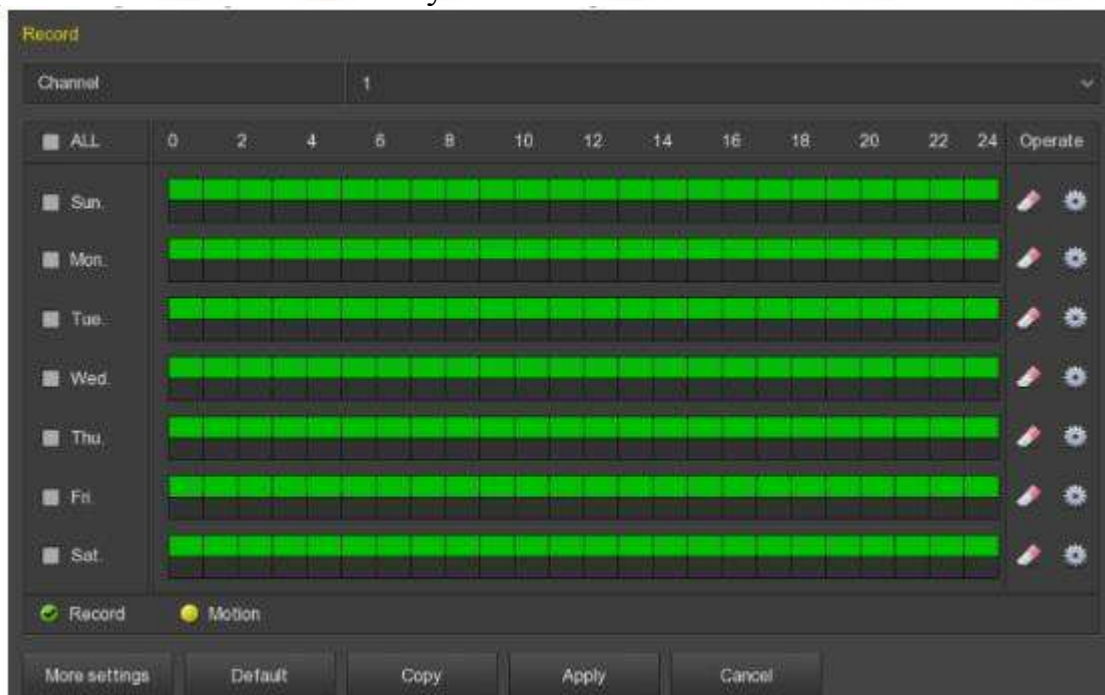 Record
Channel 1
ALL 0 2 4 6 8 10 12 14 16 18 20 22 24 Operate
Sun.
Mon.
Tue.
Wed.
Thu.
Fri.
Sat.
Record Motion
More settings Default Copy Apply Cancel